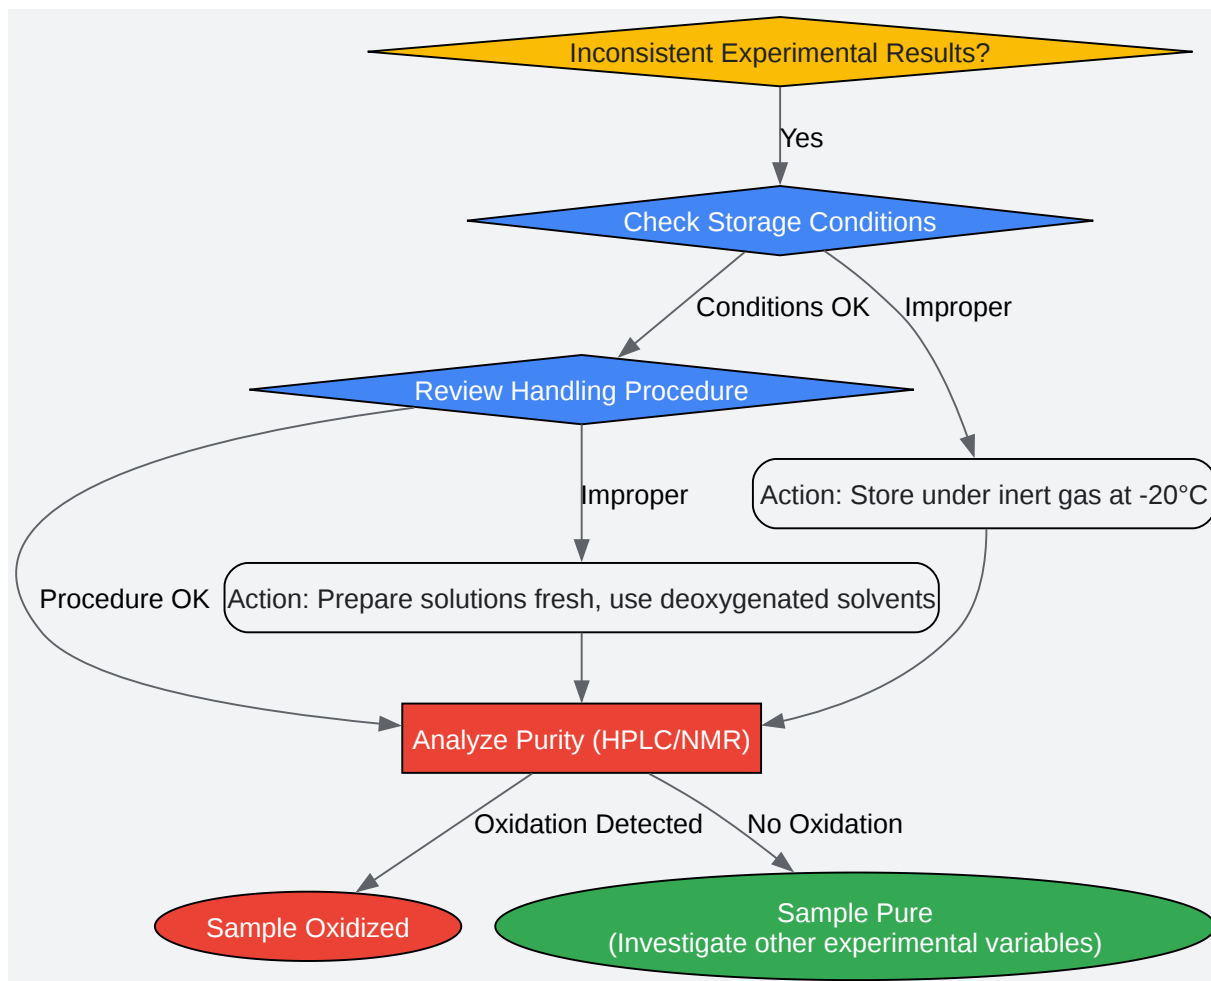 Inconsistent Experimental Results?
Yes
Check Storage Conditions
Conditions OK
Improper
Review Handling Procedure
Improper
Action: Store under inert gas at -20°C
Procedure OK
Action: Prepare solutions fresh, use deoxygenated solvents
Analyze Purity (HPLC/NMR)
Oxidation Detected
No Oxidation
Sample Oxidized
Sample Pure
(Investigate other experimental variables)